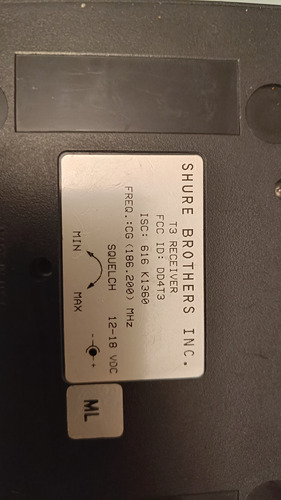 SHURE BROTHERS INC.
T3 RECEIVER
FCC ID: DD4T3
ISC: 616 K1360
FREQ.:CG (186.200) MHz
SQUELCH 12-18 VDC
MIN MAX - +
ML